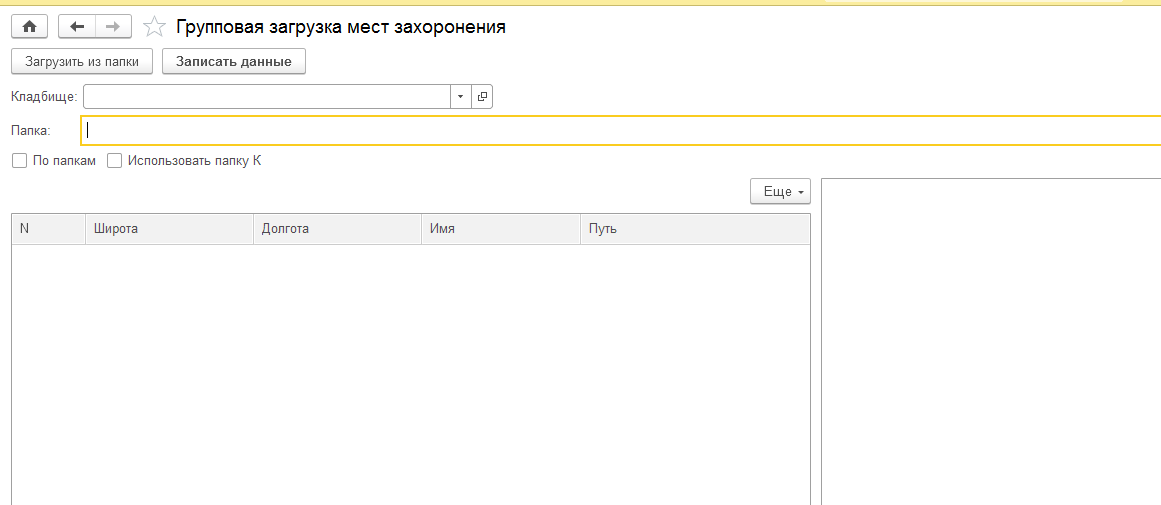 Групповая загрузка мест захоронения
Загрузить из папки Записать данные
Кладбище:
Папка:
По папкам Использовать папку К
Еще
N Широта Долгота Имя Путь